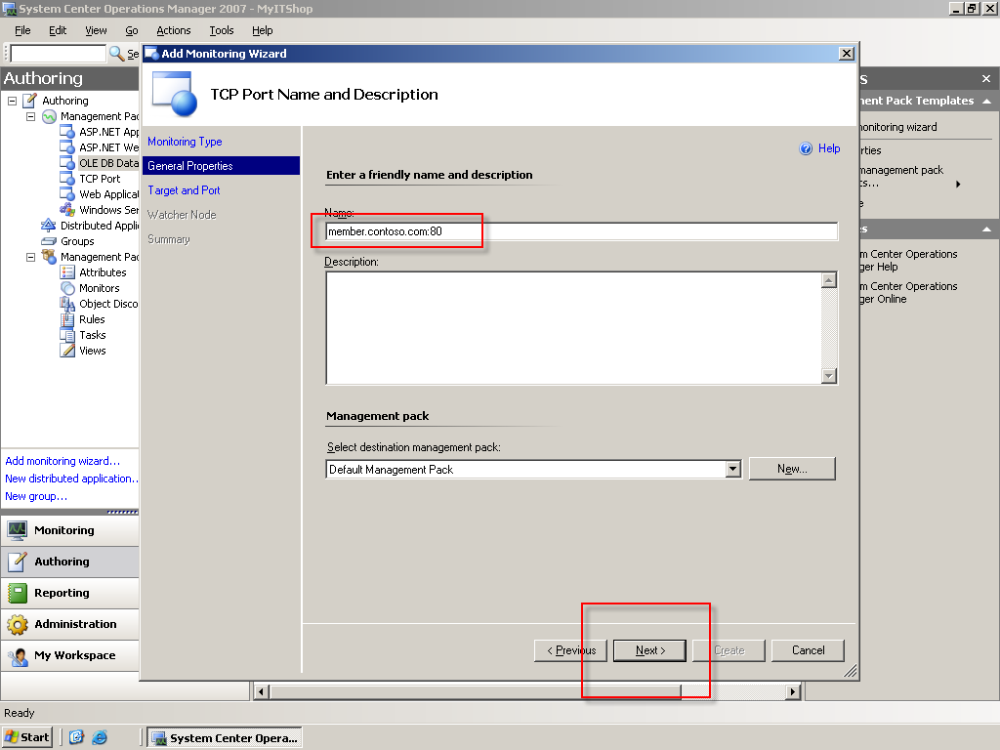 System Center Operations Manager 2007 - MyITShop
File Edit View Go Actions Tools Help
Se
Authoring
Authoring
Management Pac
ASP.NET App
ASP.NET We
OLE DB Data
TCP Port
Web Applica
Windows Ser
Distributed Appli
Groups
Management Pac
Attributes
Monitors
Object Disco
Rules
Tasks
Views
Add monitoring wizard...
New distributed application..
New group...
Monitoring
Authoring
Reporting
Administration
My Workspace
Add Monitoring Wizard
TCP Port Name and Description
Monitoring Type
General Properties
Target and Port
Watcher Node
Summary
Help
Enter a friendly name and description
Name:
member.contoso.com:80
Description:
Management pack
Select destination management pack:
Default Management Pack
New...
< Previous
Next >
Create
Cancel
s
ment Pack Templates
onitoring wizard
rties
management pack
ts...
e
es
m Center Operations
ger Help
m Center Operations
ger Online
Ready
Start
System Center Opera...